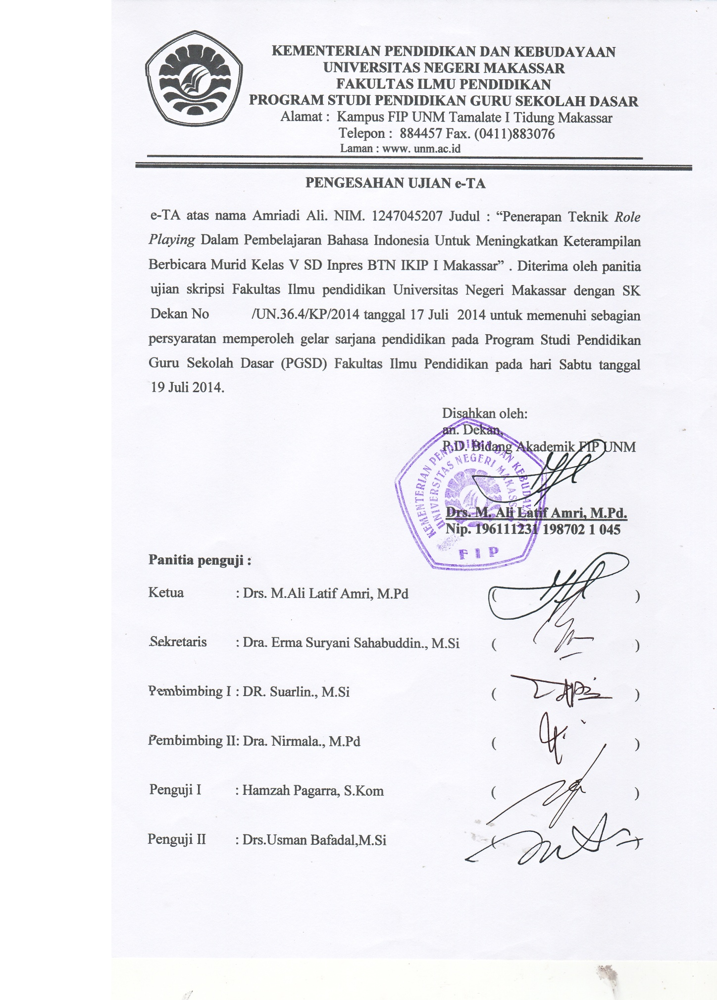 KEMENTERIAN PENDIDIKAN DAN KEBUDAYAAN
UNIVERSITAS NEGERI MAKASSAR
FAKULTAS ILMU PENDIDIKAN
PROGRAM STUDI PENDIDIKAN GURU SEKOLAH DASAR
Alamat : Kampus FIP UNM Tamalate I Tidung Makassar
Telepon : 884457 Fax. (0411)883076
Laman : www. unm.ac.id
PENGESAHAN UJIAN e-TA
e-TA atas nama Amriadi Ali. NIM. 1247045207 Judul : “Penerapan Teknik Role
Playing Dalam Pembelajaran Bahasa Indonesia Untuk Meningkatkan Keterampilan
Berbicara Murid Kelas V SD Inpres BTN IKIP I Makassar” . Diterima oleh panitia
ujian skripsi Fakultas Ilmu pendidikan Universitas Negeri Makassar dengan SK
Dekan No /UN.36.4/KP/2014 tanggal 17 Juli 2014 untuk memenuhi sebagian
persyaratan memperoleh gelar sarjana pendidikan pada Program Studi Pendidikan
Guru Sekolah Dasar (PGSD) Fakultas Ilmu Pendidikan pada hari Sabtu tanggal
19 Juli 2014.
Disahkan oleh:
an. Dekan,
P.D. Bidang Akademik FIP UNM
KEMENTERIAN PENDIDIKAN DAN KEBUDAYAAN
UNIVERSITAS NEGERI MAKASSAR
FIP
Drs. M. Ali Latif Amri, M.Pd.
Nip. 196111231 198702 1 045
Panitia penguji :
Ketua : Drs. M.Ali Latif Amri, M.Pd ( )
Sekretaris : Dra. Erma Suryani Sahabuddin., M.Si ( )
Pembimbing I : DR. Suarlin., M.Si ( )
Pembimbing II: Dra. Nirmala., M.Pd ( )
Penguji I : Hamzah Pagarra, S.Kom ( )
Penguji II : Drs.Usman Bafadal,M.Si ( )